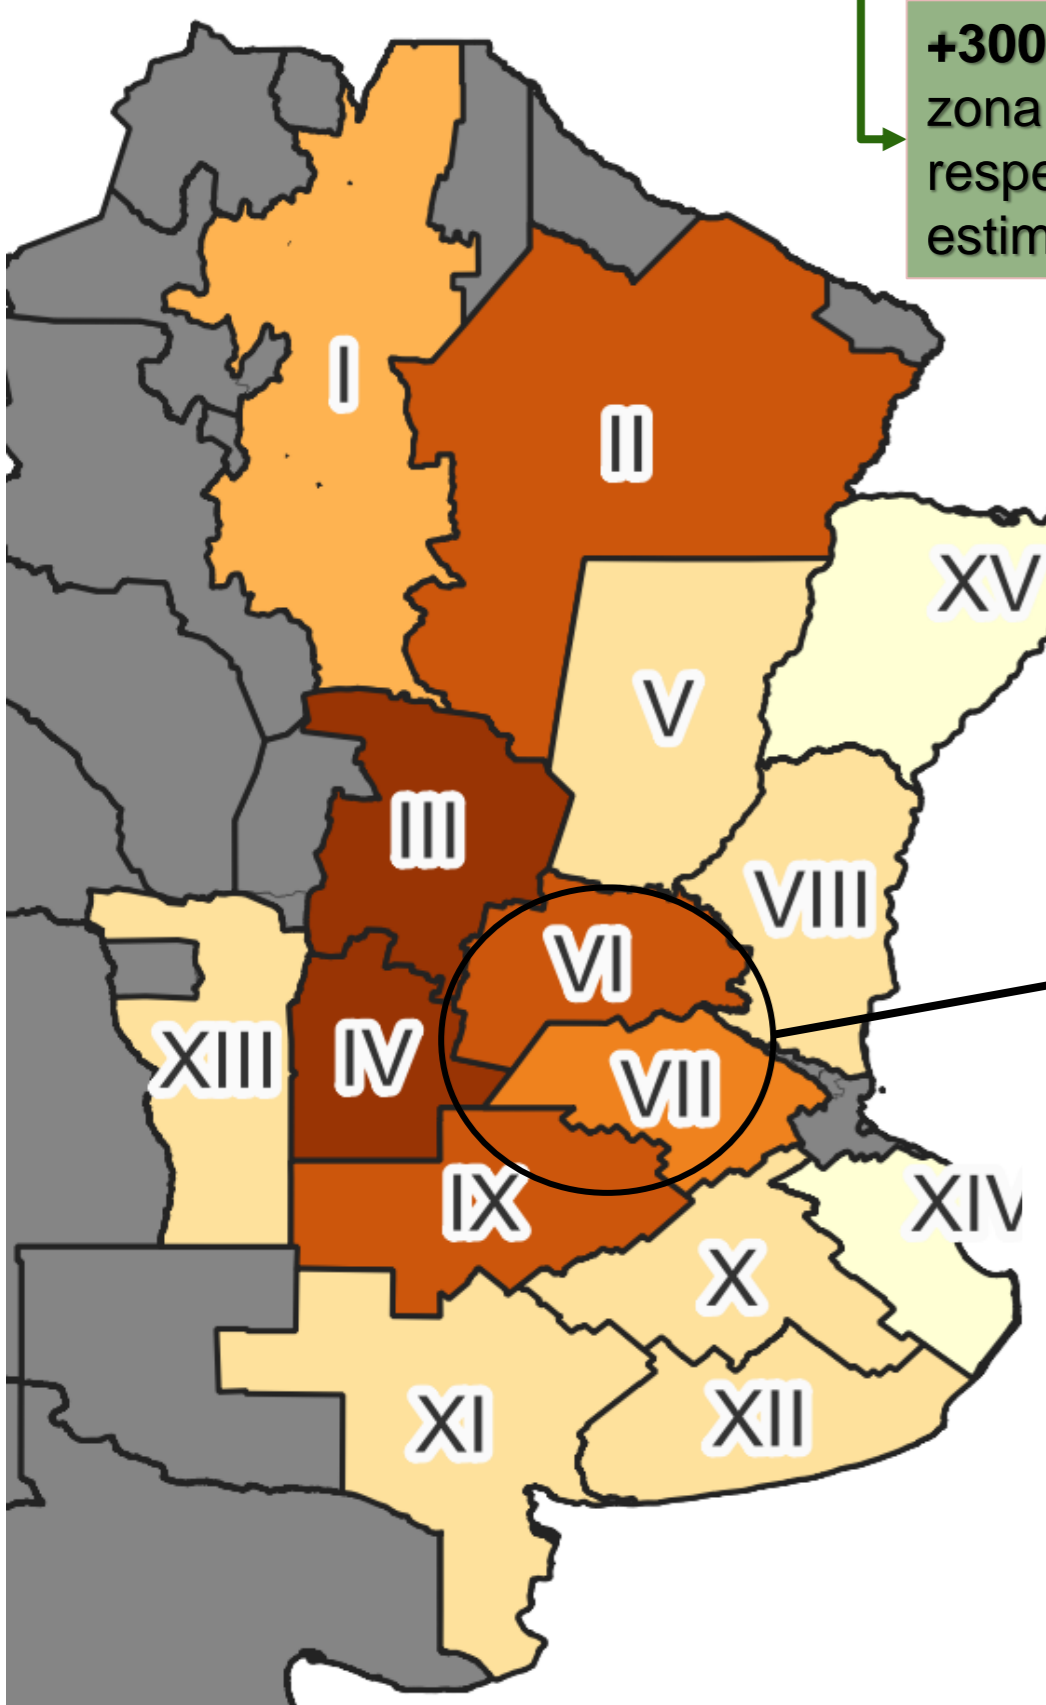 +300
zona
respe
estim
I
II
XV
V
III
VIII
VI
XIII
IV
VII
IX
XIV
X
XI
XII